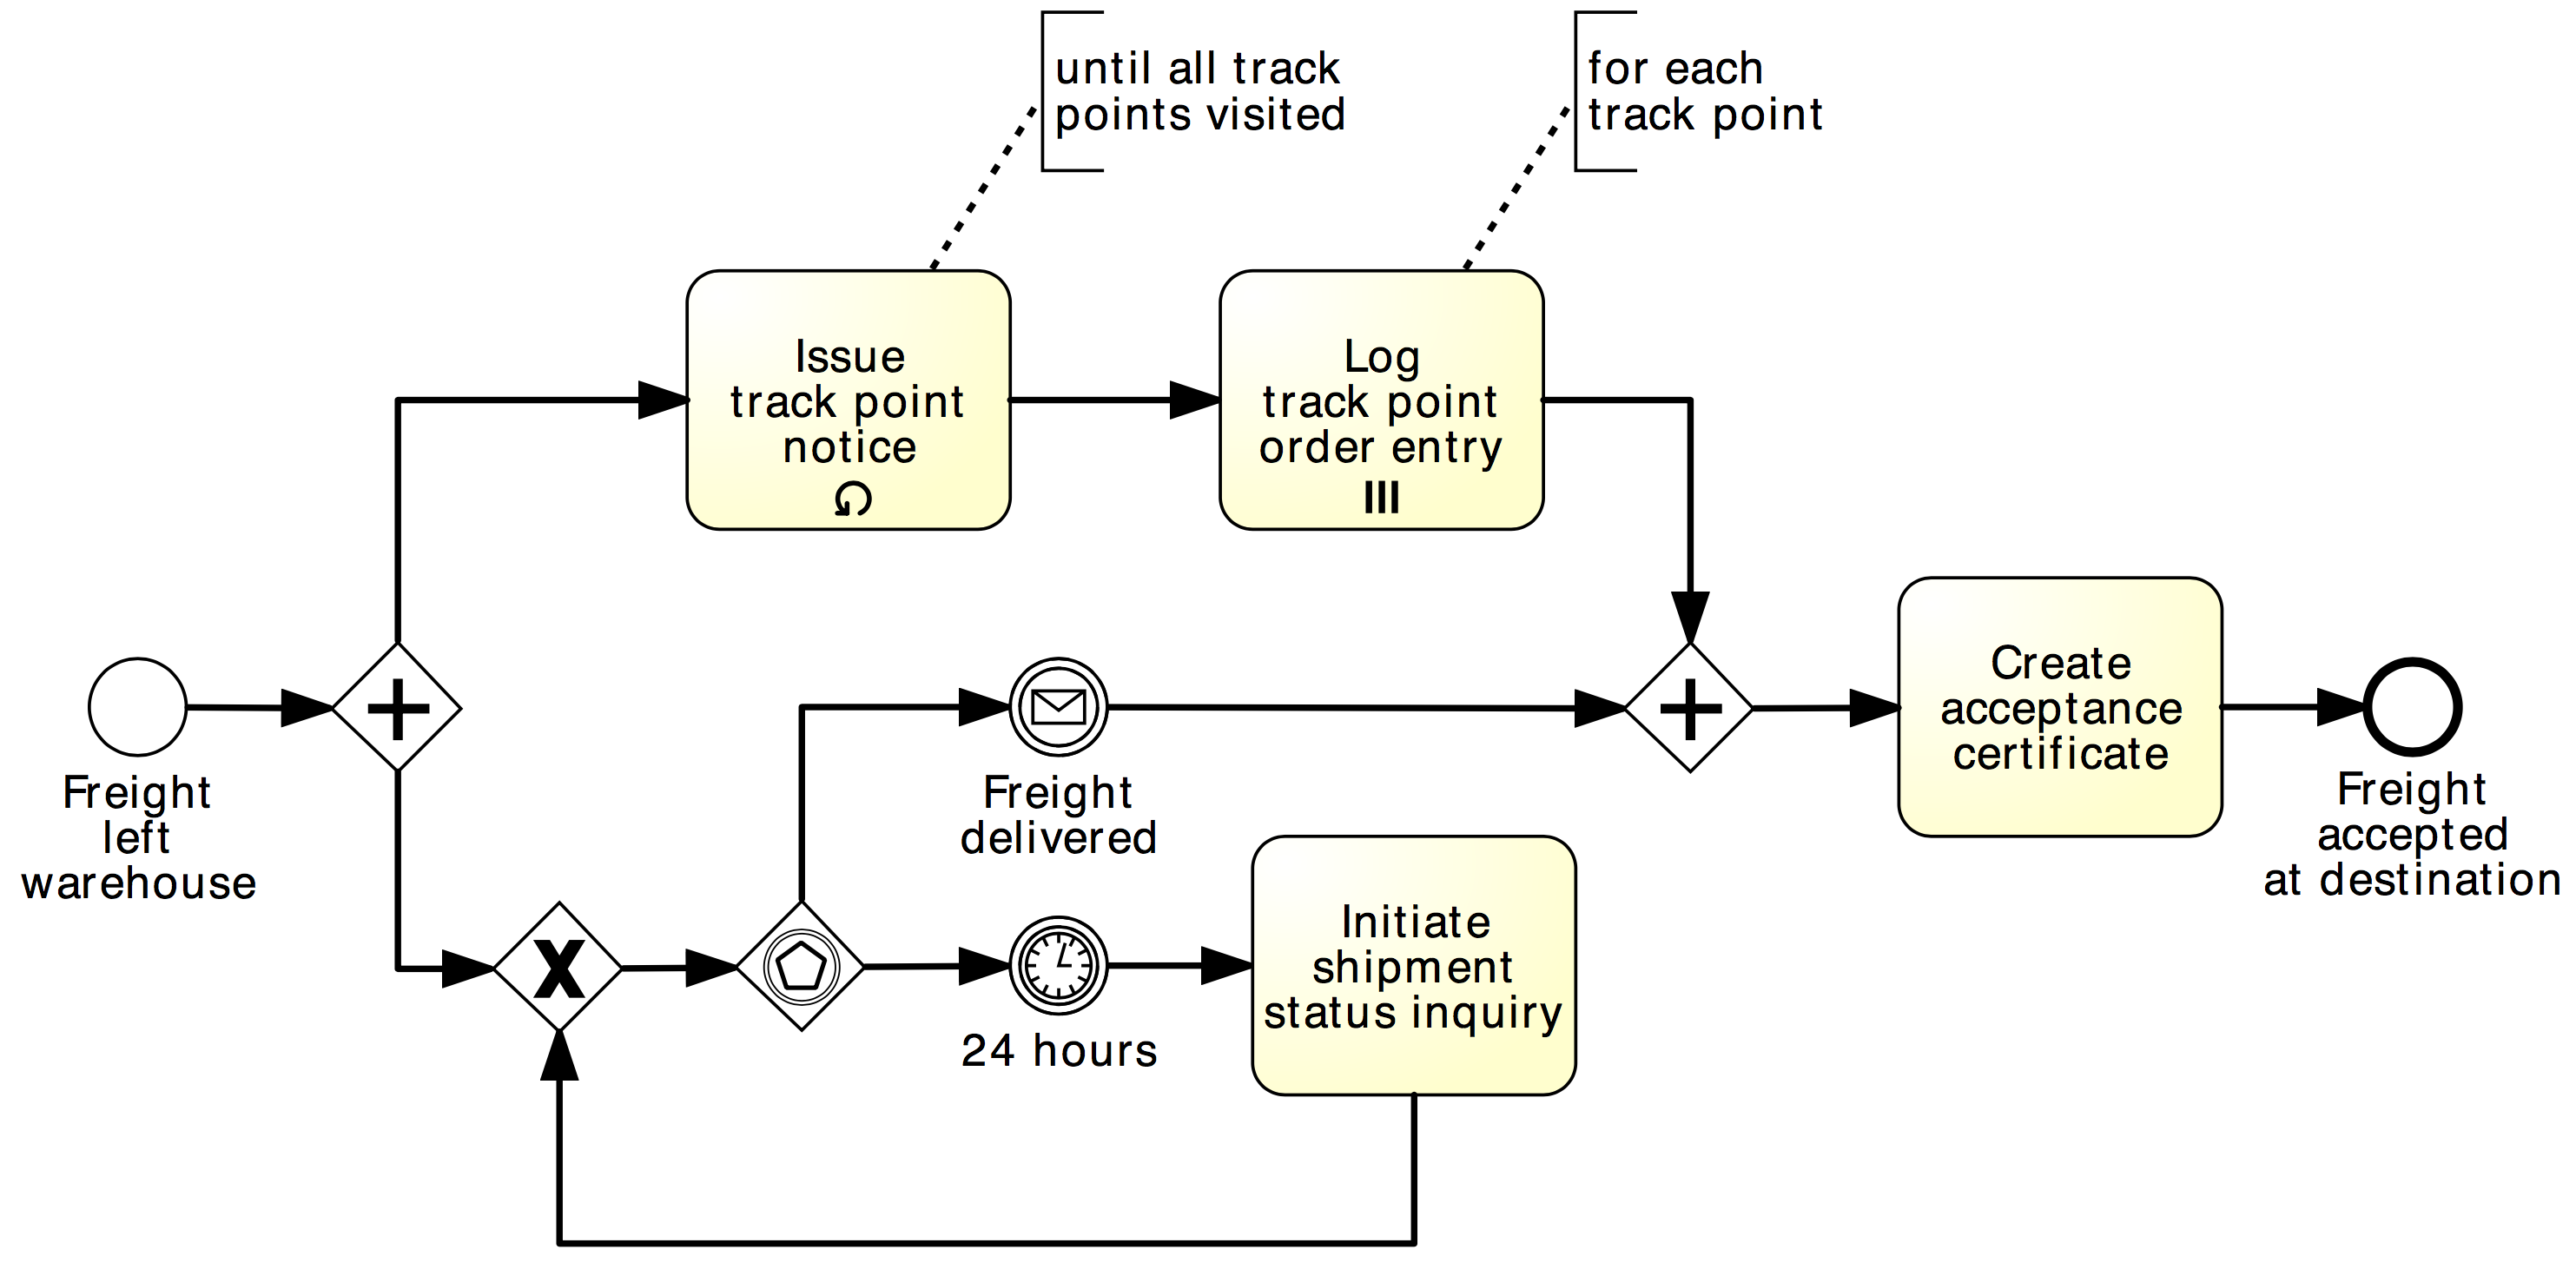 until all track
points visited
for each
track point
Issue
track point
notice
Log
track point
order entry
Freight
left
warehouse
Freight
delivered
Create
acceptance
certificate
Freight
accepted
at destination
24 hours
Initiate
shipment
status inquiry